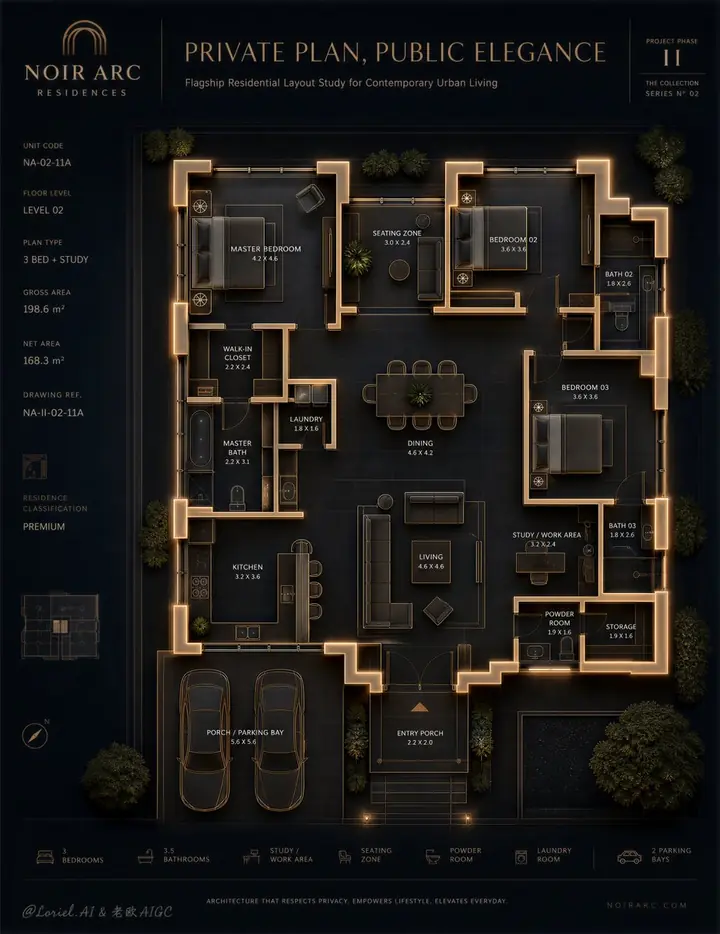 NOIR ARC
RESIDENCES
PRIVATE PLAN, PUBLIC ELEGANCE
Flagship Residential Layout Study for Contemporary Urban Living
PROJECT PHASE
II
THE COLLECTION
SERIES Nº 02
UNIT CODE
NA-02-11A
FLOOR LEVEL
LEVEL 02
PLAN TYPE
3 BED + STUDY
GROSS AREA
198.6 m²
NET AREA
168.3 m²
DRAWING REF.
NA-II-02-11A
RESIDENCE
CLASSIFICATION
PREMIUM
N
MASTER BEDROOM
4.2 X 4.6
SEATING ZONE
3.0 X 2.4
BEDROOM 02
3.6 X 3.6
BATH 02
1.8 X 2.6
WALK-IN
CLOSET
2.2 X 2.4
LAUNDRY
1.8 X 1.6
MASTER
BATH
2.2 X 3.1
DINING
4.6 X 4.2
BEDROOM 03
3.6 X 3.6
KITCHEN
3.2 X 3.6
LIVING
4.6 X 4.6
STUDY/WORK AREA
3.2 X 2.4
BATH 03
1.8 X 2.6
POWDER
ROOM
1.9 X 1.6
STORAGE
1.9 X 1.6
PORCH / PARKING BAY
5.6 X 5.6
ENTRY PORCH
2.2 X 2.0
3
BEDROOMS
3.5
BATHROOMS
STUDY /
WORK AREA
SEATING
ZONE
POWDER
ROOM
LAUNDRY
ROOM
2 PARKING
BAYS
ARCHITECTURE THAT RESPECTS PRIVACY. EMPOWERS LIFESTYLE, ELEVATES EVERYDAY.
NOIRARC.COM
@Loriel.AI & 老欧AIGC